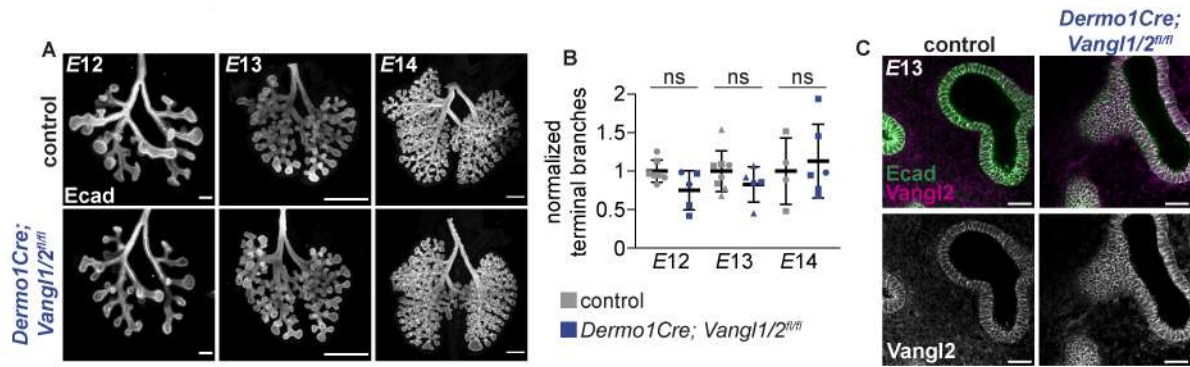 A
E12
E13
E14
control
Ecad
Dermo1Cre;
Vangl1/2fl/fl
B
ns
ns
ns
normalized
terminal branches
2
1.5
1
0.5
0
E12
E13
E14
control
Dermo1Cre; Vangl1/2fl/fl
C
control
Dermo1Cre;
Vangl1/2fl/fl
E13
Ecad
Vangl2
Vangl2